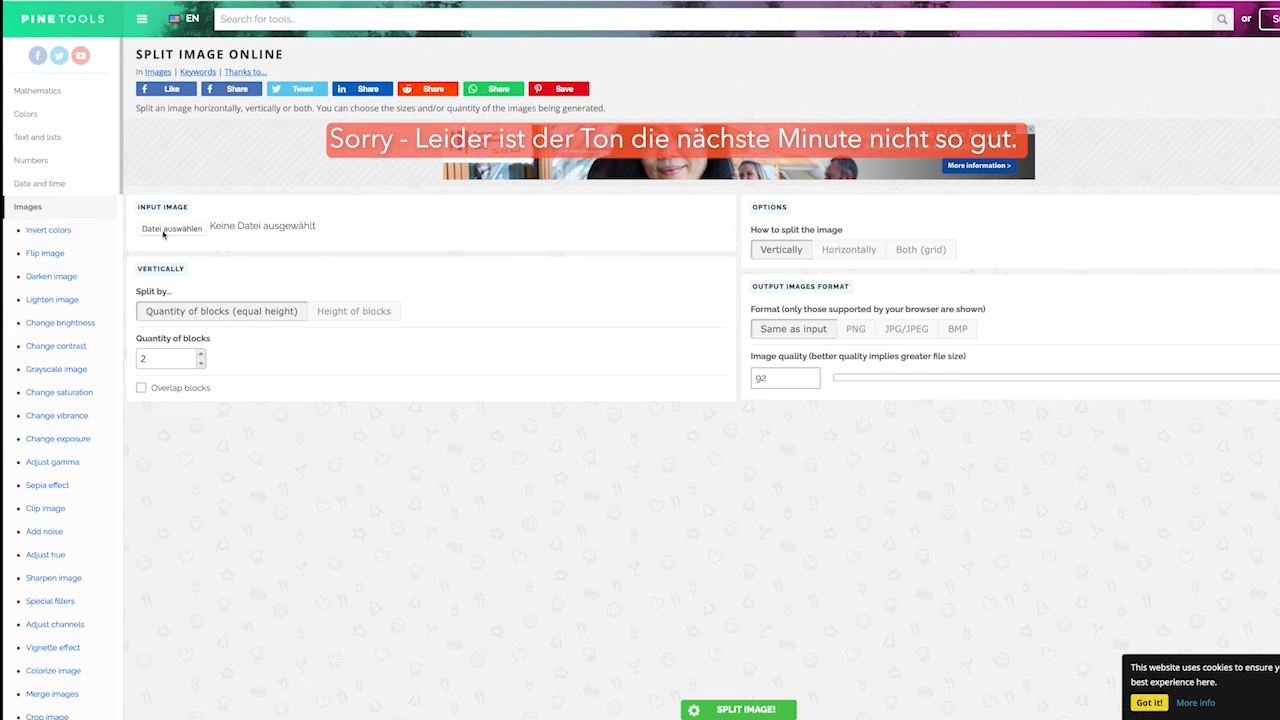 PINETOOLS
EN
Search for tools...
or
SPLIT IMAGE ONLINE
In Images | Keywords | Thanks to...
Like
Share
Tweet
Share
Share
Share
Save
Split an image horizontally, vertically or both. You can choose the sizes and/or quantity of the images being generated.
Sorry - Leider ist der Ton die nächste Minute nicht so gut.
More information >
Mathematics
Colors
Text and lists
Numbers
Date and time
Images
Invert colors
Flip image
Darken image
Lighten image
Change brightness
Change contrast
Grayscale image
Change saturation
Change vibrance
Change exposure
Adjust gamma
Sepia effect
Clip image
Add noise
Adjust hue
Sharpen image
Special filters
Adjust channels
Vignette effect
Colorize image
Merge images
Crop image
INPUT IMAGE
Datei auswählen Keine Datei ausgewählt
VERTICALLY
Split by...
Quantity of blocks (equal height) Height of blocks
Quantity of blocks
2
Overlap blocks
OPTIONS
How to split the image
Vertically Horizontally Both (grid)
OUTPUT IMAGES FORMAT
Format (only those supported by your browser are shown)
Same as input PNG JPG/JPEG BMP
Image quality (better quality implies greater file size)
92
SPLIT IMAGE!
This website uses cookies to ensure
best experience here.
Got it! More info